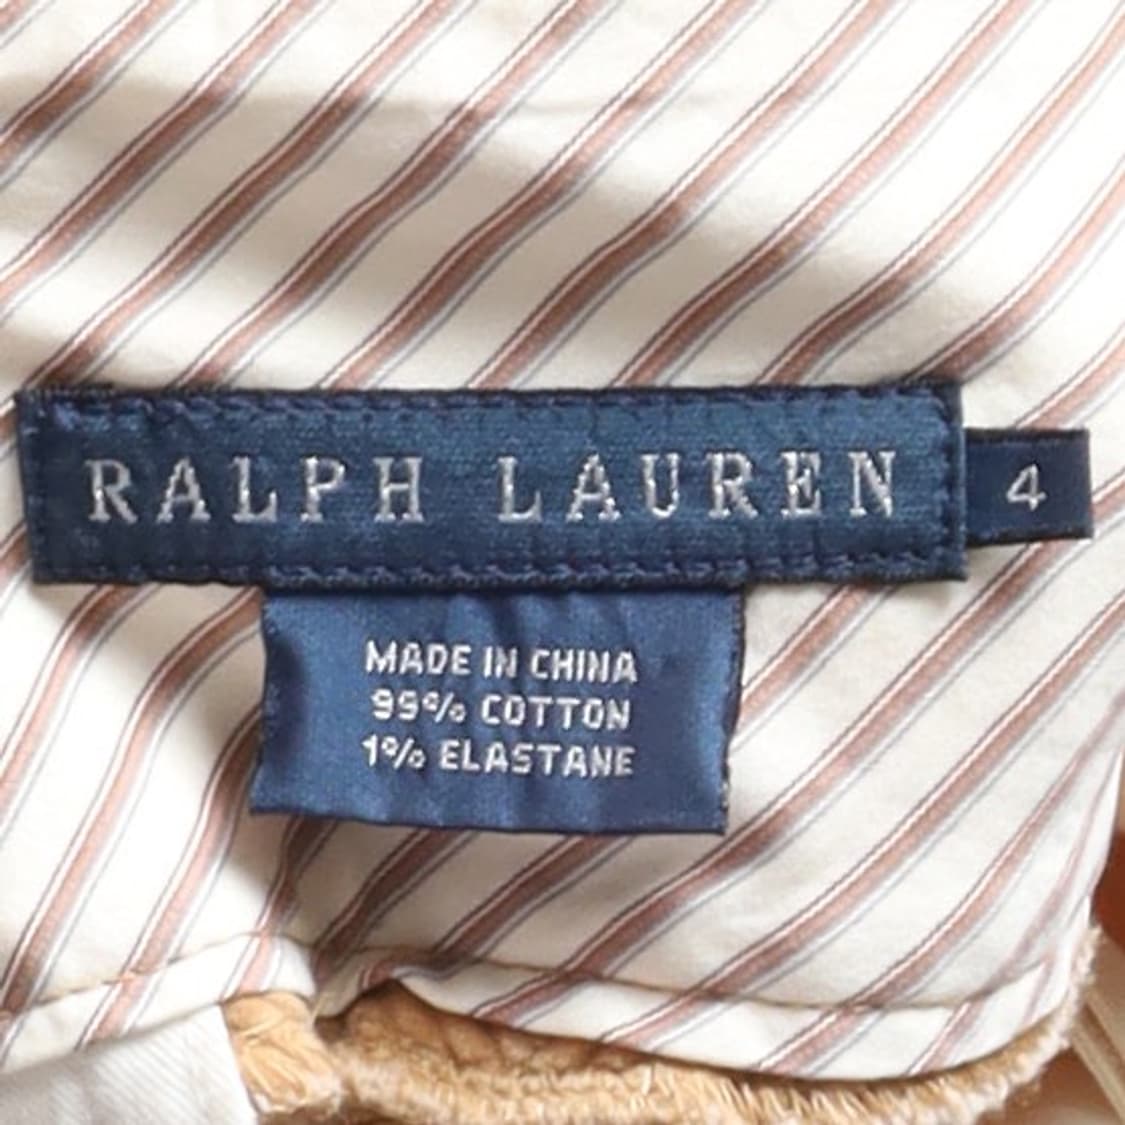 RALPH LAUREN
4
MADE IN CHINA
99% COTTON
1% ELASTANE